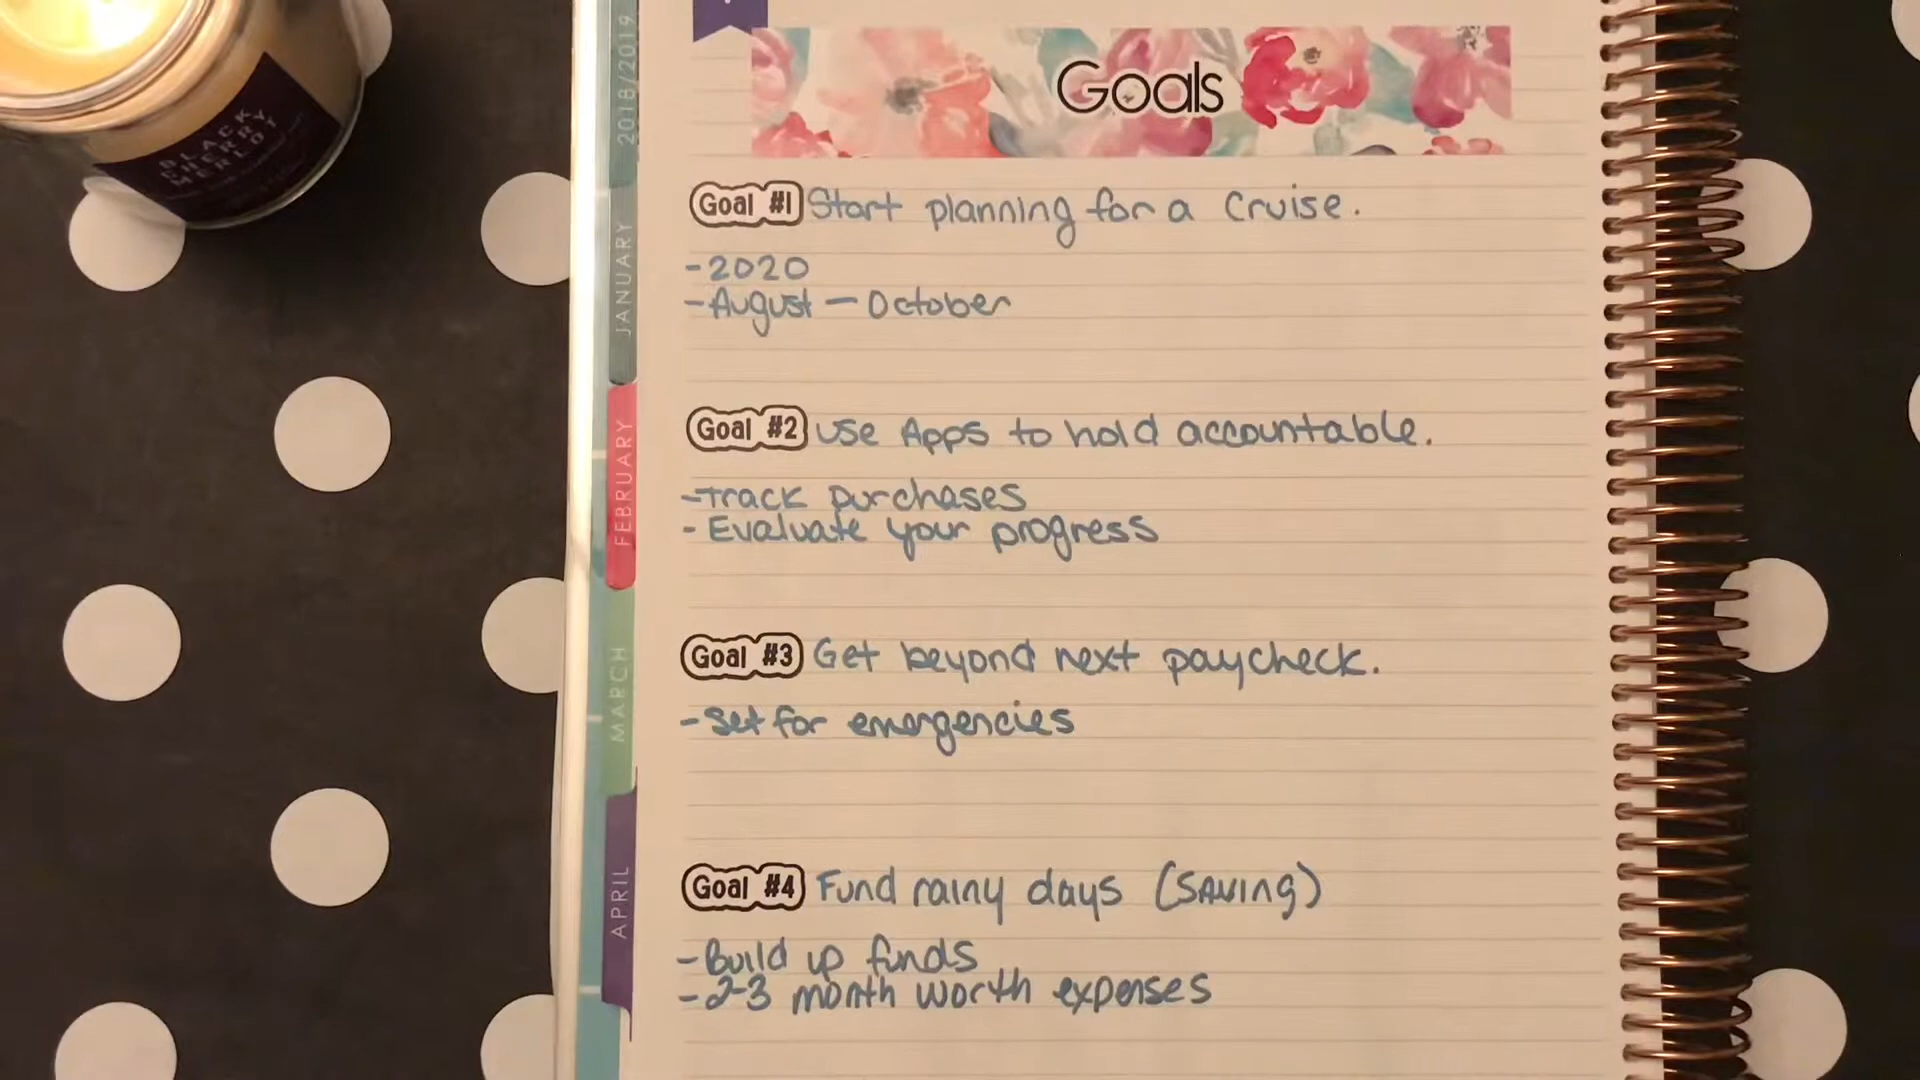 BLACK
CHERRY
MERLOT
2018/2019
JANUARY
FEBRUARY
MARCH
APRIL
Goals
Goal #1 Start planning for a Cruise.
-2020
-August - October
Goal #2 Use Apps to hold accountable.
-Track purchases
-Evaluate your progress
Goal #3 Get beyond next paycheck.
-Set for emergencies
Goal #4 Fund rainy days (SAVING)
-Build up funds
-2-3 month worth expenses